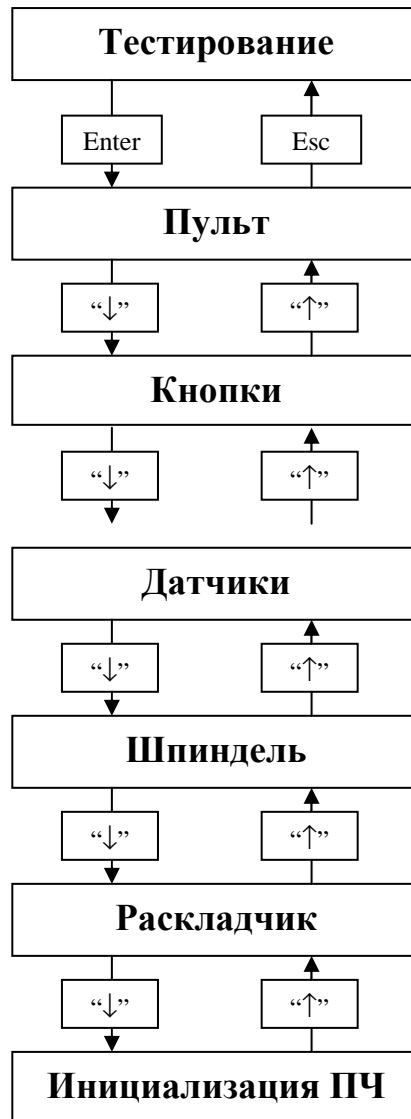 Тестирование
Enter Esc
Пульт
“↓” “↑”
Кнопки
“↓” “↑”
Датчики
“↓” “↑”
Шпиндель
“↓” “↑”
Раскладчик
“↓” “↑”
Инициализация ПЧ